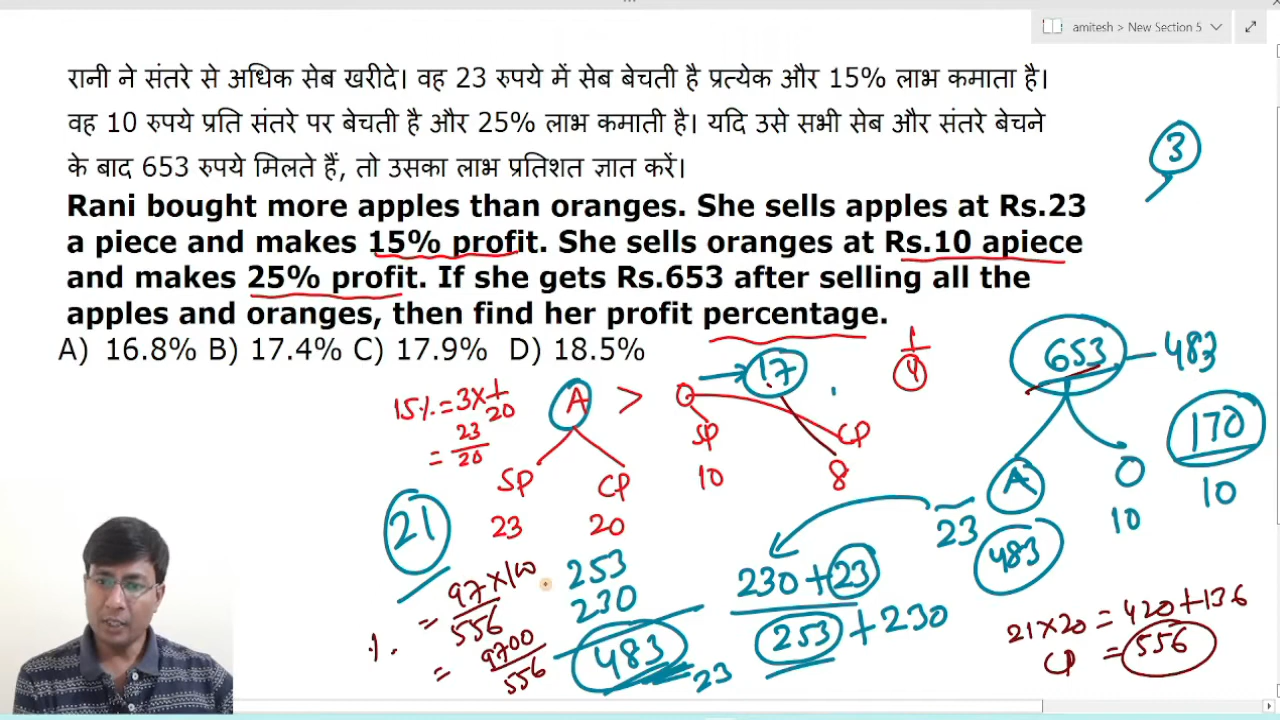 amitesh > New Section 5
रानी ने संतरे से अधिक सेब खरीदे। वह 23 रुपये में सेब बेचती है प्रत्येक और 15% लाभ कमाता है।
वह 10 रुपये प्रति संतरे पर बेचती है और 25% लाभ कमाती है। यदि उसे सभी सेब और संतरे बेचने
के बाद 653 रुपये मिलते हैं, तो उसका लाभ प्रतिशत ज्ञात करें।
3
Rani bought more apples than oranges. She sells apples at Rs.23
a piece and makes 15% profit. She sells oranges at Rs.10 apiece
and makes 25% profit. If she gets Rs.653 after selling all the
apples and oranges, then find her profit percentage.
A) 16.8% B) 17.4% C) 17.9% D) 18.5%
1/4
653 - 483
17
15% = 3 x 1/20
= 23/20
A > O
SP CP
23 20
SP CP
10 8
170
10
A O
23 10
483
21
253
230
483
230 + 23
253 + 230
23
= 97 x 100/556
%.
= 9700/556
21 x 20 = 420 + 136
CP = 556